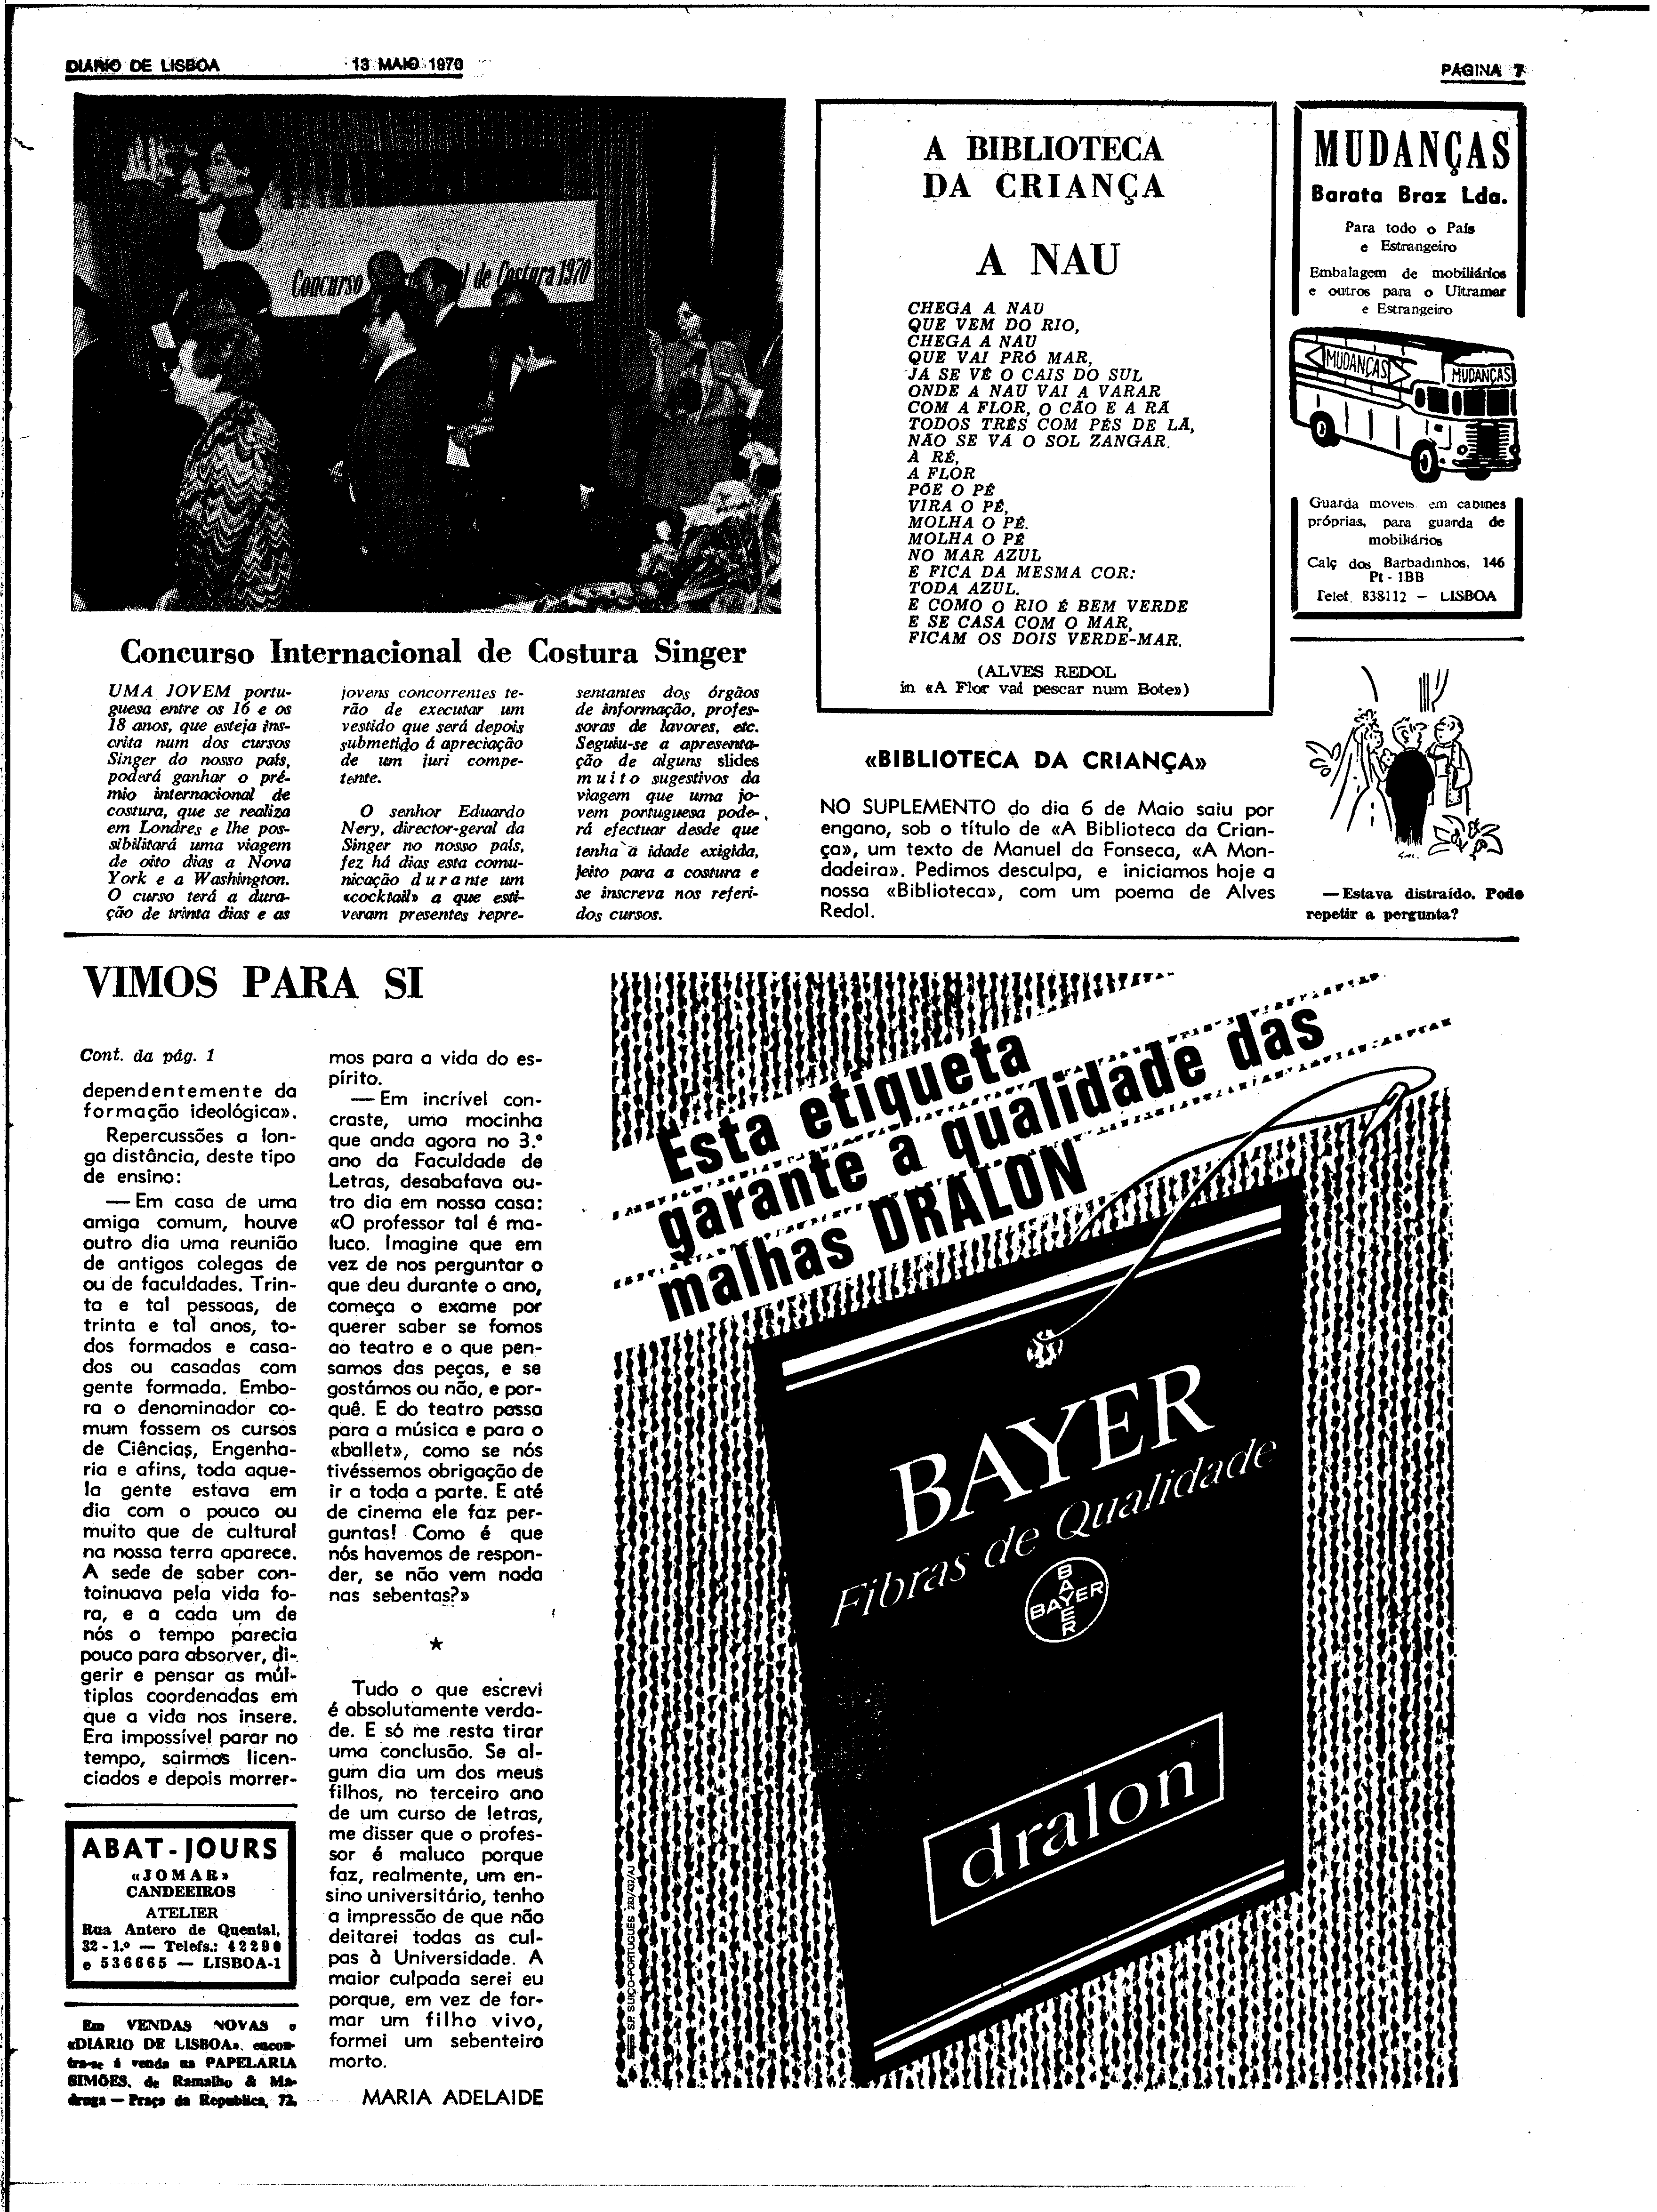 DIARIO DE LISBOA
13 MAIO 1970
PÁGINA 7
Concurso
l de Costura 1970
Concurso Internacional de Costura Singer
UMA JOVEM portu-
guesa entre os 16 e os
18 anos, que esteja ins-
crita num dos cursos
Singer do nosso país,
poderá ganhar o pré-
mio internacional de
costura, que se realiza
em Londres e lhe pos-
sibilitará uma viagem
de oito dias a Nova
York e a Washington.
O curso terá a dura-
ção de trinta dias e as
jovens concorrentes te-
rão de executar um
vestido que será depois
submetido á apreciação
de um juri compe-
tente.
O senhor Eduardo
Nery, director-geral da
Singer no nosso país,
fez há dias esta comu-
nicação durante um
«cocktail» a que esti-
veram presentes repre-
sentantes dos órgãos
de informação, profes-
soras de lavores, etc.
Seguiu-se a apresenta-
ção de alguns slides
muito sugestivos da
viagem que uma jo-
vem portuguesa pode-
rá efectuar desde que
tenha a idade exigida,
jeito para a costura e
se inscreva nos referi-
dos cursos.
A BIBLIOTECA
DA CRIANÇA
A NAU
CHEGA A NAU
QUE VEM DO RIO,
CHEGA A NAU
QUE VAI PRÓ MAR,
JÁ SE VÊ O CAIS DO SUL
ONDE A NAU VAI A VARAR
COM A FLOR, O CÃO E A RÃ
TODOS TRÊS COM PÉS DE LÃ,
NÃO SE VÁ O SOL ZANGAR.
À RÉ,
A FLOR
PÕE O PÉ
VIRA O PÉ,
MOLHA O PÉ.
MOLHA O PÉ
NO MAR AZUL
E FICA DA MESMA COR:
TODA AZUL.
E COMO O RIO É BEM VERDE
E SE CASA COM O MAR,
FICAM OS DOIS VERDE-MAR.
(ALVES REDOL
in «A Flor vai pescar num Bote»)
«BIBLIOTECA DA CRIANÇA»
NO SUPLEMENTO do dia 6 de Maio saiu por
engano, sob o título de «A Biblioteca da Crian-
ça», um texto de Manuel da Fonseca, «A Mon-
dadeira». Pedimos desculpa, e iniciamos hoje a
nossa «Biblioteca», com um poema de Alves
Redol.
MUDANÇAS
Barata Braz Lda.
Para todo o País
e Estrangeiro
Embalagem de mobiliários
e outros para o Ultramar
e Estrangeiro
MUDANÇAS
MUDANÇAS
Guarda moveis em cabines
próprias, para guarda de
mobiliários
Calç dos Barbadinhos, 146
Pt - 1BB
Telef. 838112 — LISBOA
— Estava distraído. Pode
repetir a pergunta?
VIMOS PARA SI
Cont. da pág. 1
dependentemente da
formação ideológica».
Repercussões a lon-
ga distância, deste tipo
de ensino:
— Em casa de uma
amiga comum, houve
outro dia uma reunião
de antigos colegas de
ou de faculdades. Trin-
ta e tal pessoas, de
trinta e tal anos, to-
dos formados e casa-
dos ou casadas com
gente formada. Embo-
ra o denominador co-
mum fossem os cursos
de Ciências, Engenha-
ria e afins, toda aque-
la gente estava em
dia com o pouco ou
muito que de cultural
na nossa terra aparece.
A sede de saber con-
toinuava pela vida fo-
ra, e a cada um de
nós o tempo parecia
pouco para absorver, di-
gerir e pensar as múl-
tiplas coordenadas em
que a vida nos insere.
Era impossível parar no
tempo, sairmos licen-
ciados e depois morrer-
mos para a vida do es-
pírito.
— Em incrível con-
craste, uma mocinha
que anda agora no 3.º
ano da Faculdade de
Letras, desabafava ou-
tro dia em nossa casa:
«O professor tal é ma-
luco. Imagine que em
vez de nos perguntar o
que deu durante o ano,
começa o exame por
querer saber se fomos
ao teatro e o que pen-
samos das peças, e se
gostámos ou não, e por-
quê. E do teatro passa
para a música e para o
«ballet», como se nós
tivéssemos obrigação de
ir a toda a parte. E até
de cinema ele faz per-
guntas! Como é que
nós havemos de respon-
der, se não vem nada
nas sebentas?»
★
Tudo o que escrevi
é absolutamente verda-
de. E só me resta tirar
uma conclusão. Se al-
gum dia um dos meus
filhos, no terceiro ano
de um curso de letras,
me disser que o profes-
sor é maluco porque
faz, realmente, um en-
sino universitário, tenho
a impressão de que não
deitarei todas as cul-
pas à Universidade. A
maior culpada serei eu
porque, em vez de for-
mar um filho vivo,
formei um sebenteiro
morto.
MARIA ADELAIDE
ABAT-JOURS
«JOMAR»
CANDEEIROS
ATELIER
Rua Antero de Quental,
32-1.º — Telefs.: 42290
e 536665 — LISBOA-1
Em VENDAS NOVAS o
«DIARIO DE LISBOA», encon-
tra-se á venda na PAPELARIA
SIMÕES, de Ramalho & Ma-
druga — Praça da Republica, 72.
Esta etiqueta
garante a qualidade das
malhas DRALON
BAYER
Fibras de Qualidade
BAYER
BAYER
dralon
S.P. SUIÇO-PORTUGUÊS 283/432/AJ